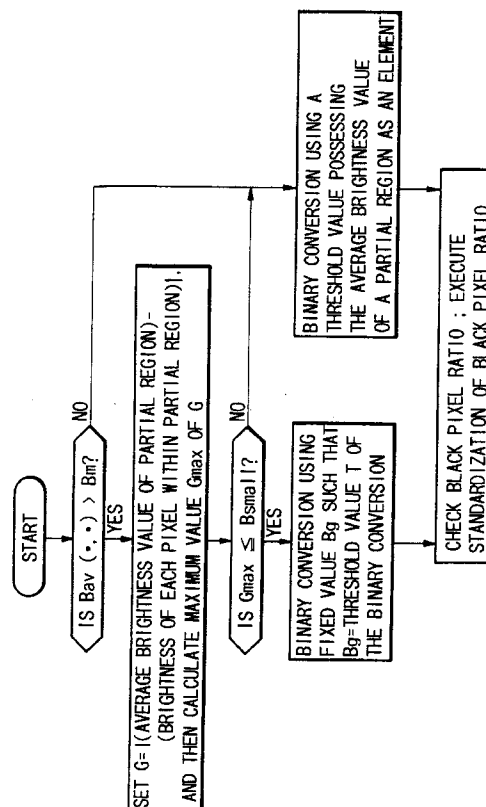 START
IS Bav (•, •) > Bm?
NO
YES
SET G=|(AVERAGE BRIGHTNESS VALUE OF PARTIAL REGION)-
(BRIGHTNESS OF EACH PIXEL WITHIN PARTIAL REGION)|.
AND THEN CALCULATE MAXIMUM VALUE Gmax OF G
IS Gmax ≦ Bsmall?
NO
YES
BINARY CONVERSION USING
FIXED VALUE Bg SUCH THAT
Bg=THRESHOLD VALUE T OF
THE BINARY CONVERSION
BINARY CONVERSION USING A
THRESHOLD VALUE POSSESSING
THE AVERAGE BRIGHTNESS VALUE
OF A PARTIAL REGION AS AN ELEMENT
CHECK BLACK PIXEL RATIO ; EXECUTE
STANDARDIZATION OF BLACK PIXEL RATIO